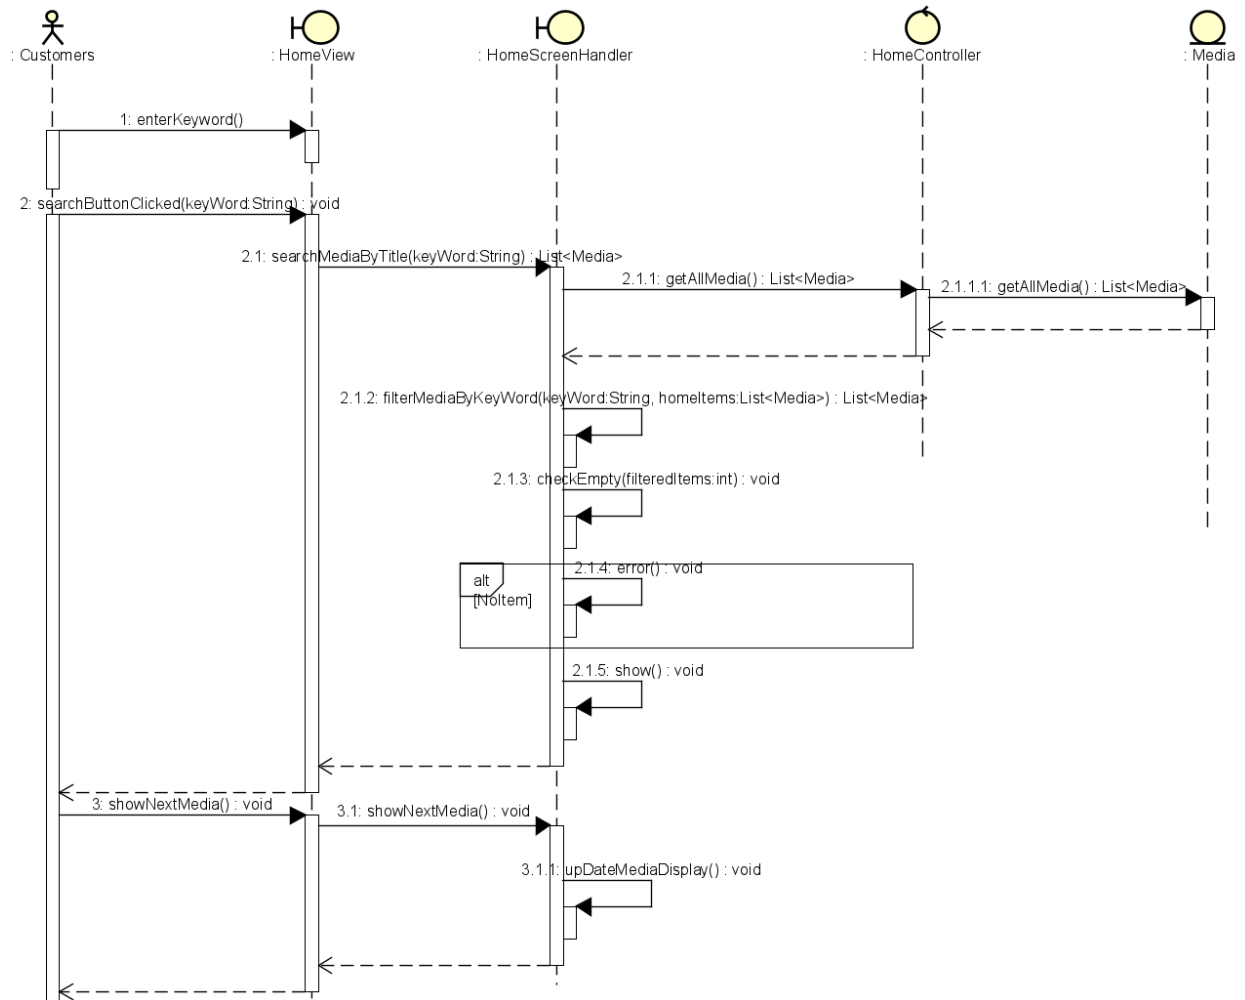 : Customers
: HomeView
: HomeScreenHandler
: HomeController
: Media
1: enterKeyword()
2: searchButtonClicked(keyWord:String) : void
2.1: searchMediaByTitle(keyWord:String) : List<Media>
2.1.1: getAllMedia() : List<Media>
2.1.1.1: getAllMedia() : List<Media>
2.1.2: filterMediaByKeyWord(keyWord:String, homeItems:List<Media>) : List<Media>
2.1.3: checkEmpty(filteredItems:int) : void
2.1.4: error() : void
alt
[NoItem]
2.1.5: show() : void
3: showNextMedia() : void
3.1: showNextMedia() : void
3.1.1: upDateMediaDisplay() : void